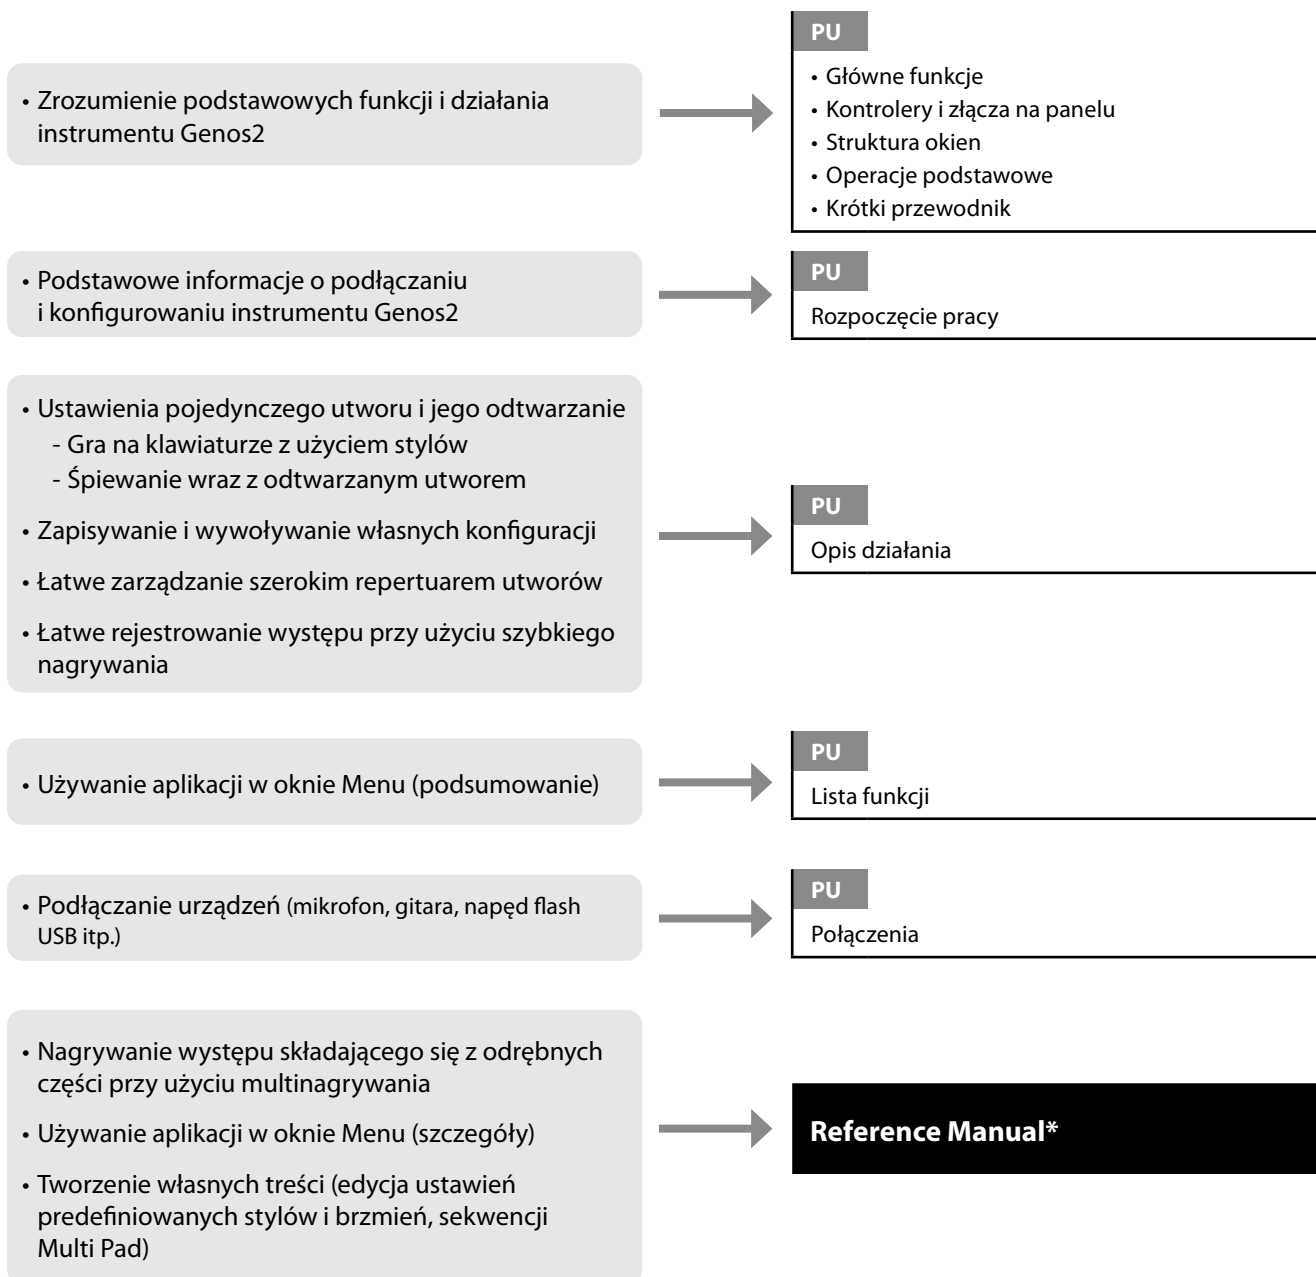 • Zrozumienie podstawowych funkcji i działania
instrumentu Genos2
PU
• Główne funkcje
• Kontrolery i złącza na panelu
• Struktura okien
• Operacje podstawowe
• Krótki przewodnik
• Podstawowe informacje o podłączaniu
i konfigurowaniu instrumentu Genos2
PU
Rozpoczęcie pracy
• Ustawienia pojedynczego utworu i jego odtwarzanie
- Gra na klawiaturze z użyciem stylów
- Śpiewanie wraz z odtwarzanym utworem
• Zapisywanie i wywoływanie własnych konfiguracji
• Łatwe zarządzanie szerokim repertuarem utworów
• Łatwe rejestrowanie występu przy użyciu szybkiego
nagrywania
PU
Opis działania
• Używanie aplikacji w oknie Menu (podsumowanie)
PU
Lista funkcji
• Podłączanie urządzeń (mikrofon, gitara, napęd flash
USB itp.)
PU
Połączenia
• Nagrywanie występu składającego się z odrębnych
części przy użyciu multinagrywania
• Używanie aplikacji w oknie Menu (szczegóły)
• Tworzenie własnych treści (edycja ustawień
predefiniowanych stylów i brzmień, sekwencji
Multi Pad)
Reference Manual*